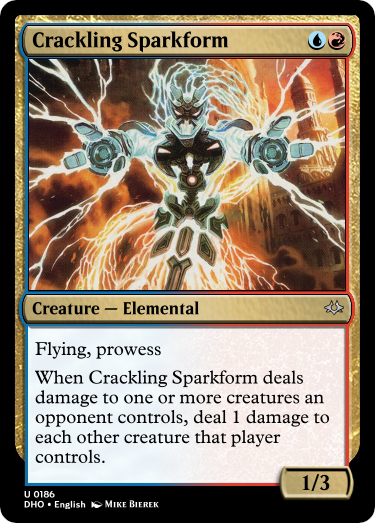 Crackling Sparkform
Creature — Elemental
Flying, prowess
When Crackling Sparkform deals
damage to one or more creatures an
opponent controls, deal 1 damage to
each other creature that player
controls.
1/3
U 0186
DHO • English MIKE BIEREK